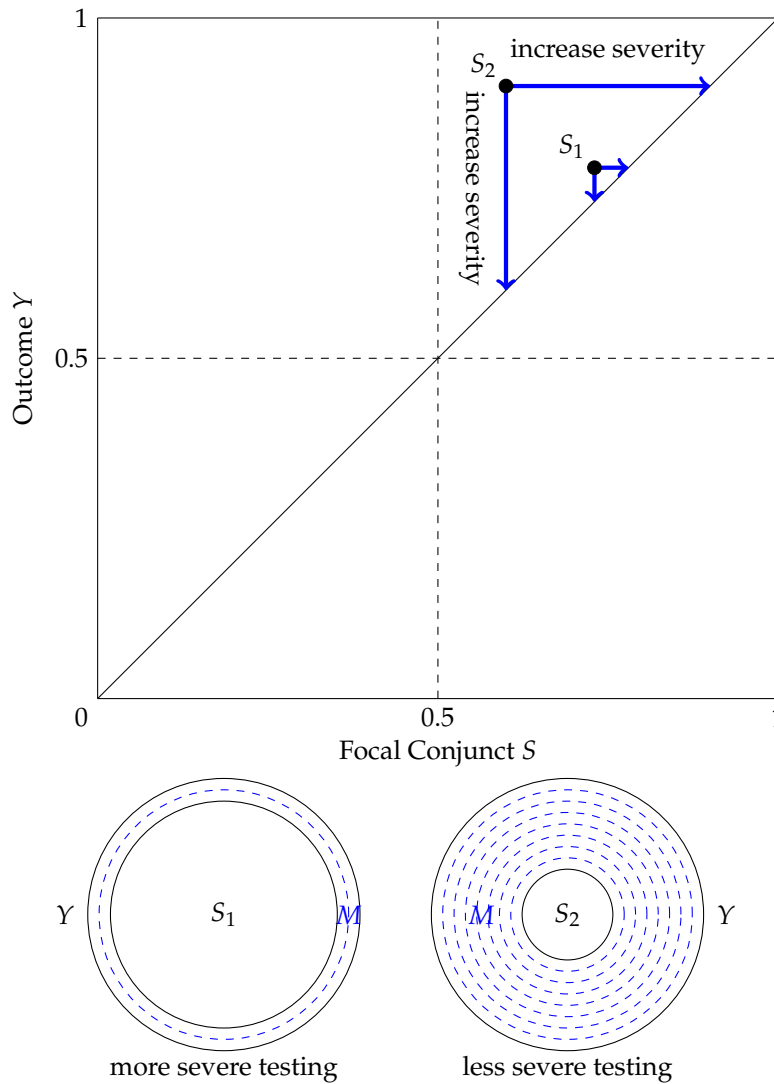 1
increase severity
S₂
increase severity
S₁
Outcome Y
0.5
0
0.5
1
Focal Conjunct S
Y
S₁
M
M
S₂
Y
more severe testing
less severe testing